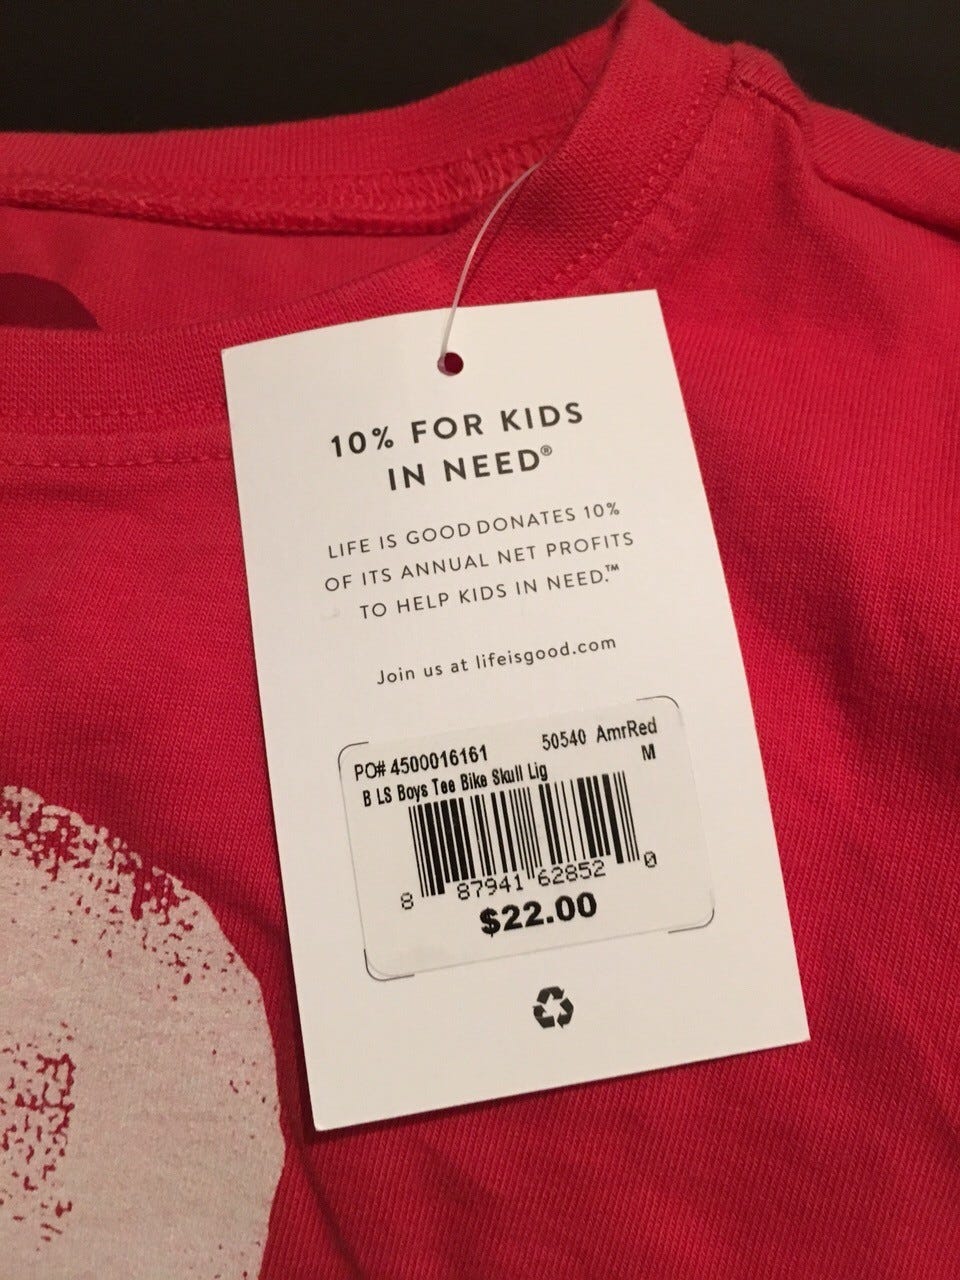 10% FOR KIDS
IN NEED®
LIFE IS GOOD DONATES 10%
OF ITS ANNUAL NET PROFITS
TO HELP KIDS IN NEED.™
Join us at lifeisgood.com
PO# 4500016161 50540 AmrRed
B LS Boys Tee Bike Skull Lig M
8 87941 62852 0
$22.00